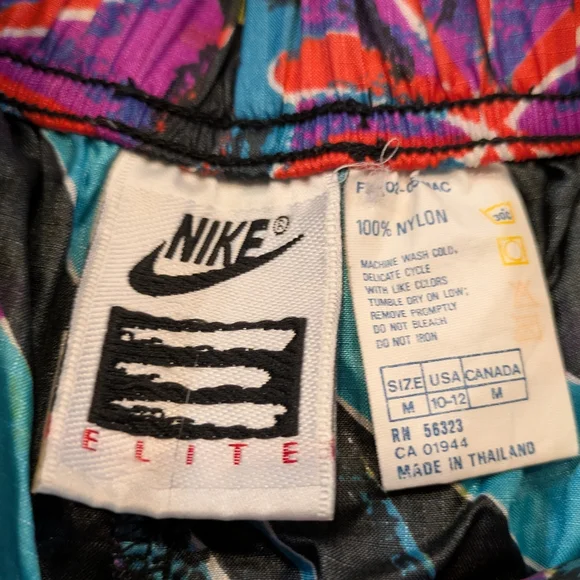 NIKE®
ELITE
100% NYLON
30C
MACHINE WASH COLD,
DELICATE CYCLE
WITH LIKE COLORS
TUMBLE DRY ON LOW;
REMOVE PROMPTLY
DO NOT BLEACH
DO NOT IRON
SIZE USA CANADA
M 10-12 M
RN 56323
CA 01944
MADE IN THAILAND